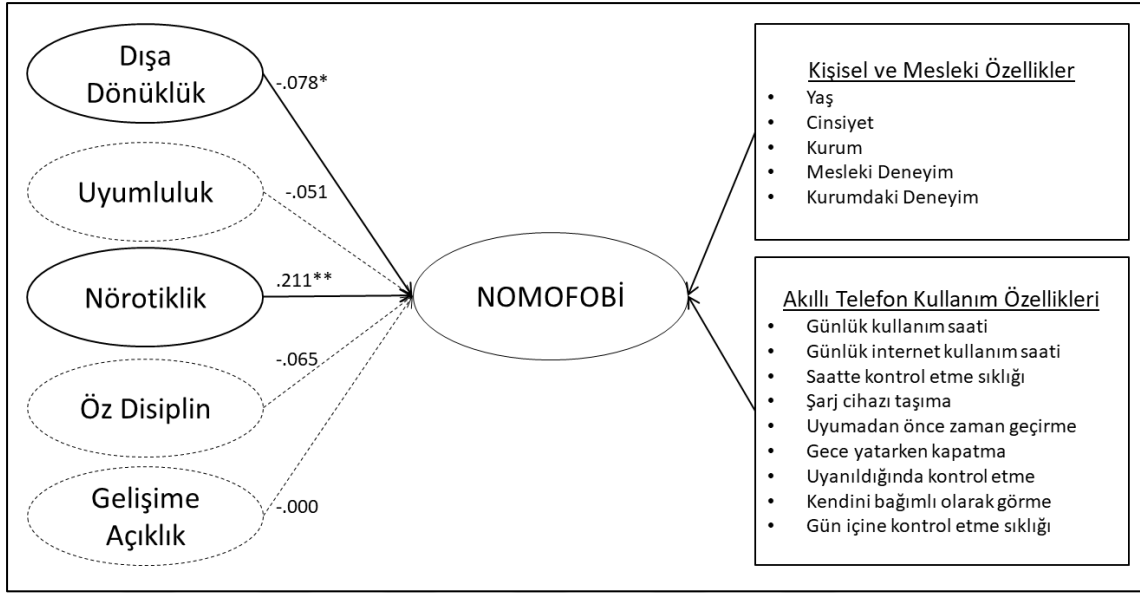 Dışa
Dönüklük
-.078*
Uyumluluk
-.051
Nörotiklik
.211**
Öz Disiplin
-.065
Gelişime
Açıklık
-.000
NOMOFOBİ
Kişisel ve Mesleki Özellikler
• Yaş
• Cinsiyet
• Kurum
• Mesleki Deneyim
• Kurumdaki Deneyim
Akıllı Telefon Kullanım Özellikleri
• Günlük kullanım saati
• Günlük internet kullanım saati
• Saatte kontrol etme sıklığı
• Şarj cihazı taşıma
• Uyumadan önce zaman geçirme
• Gece yatarken kapatma
• Uyanıldığında kontrol etme
• Kendini bağımlı olarak görme
• Gün içine kontrol etme sıklığı